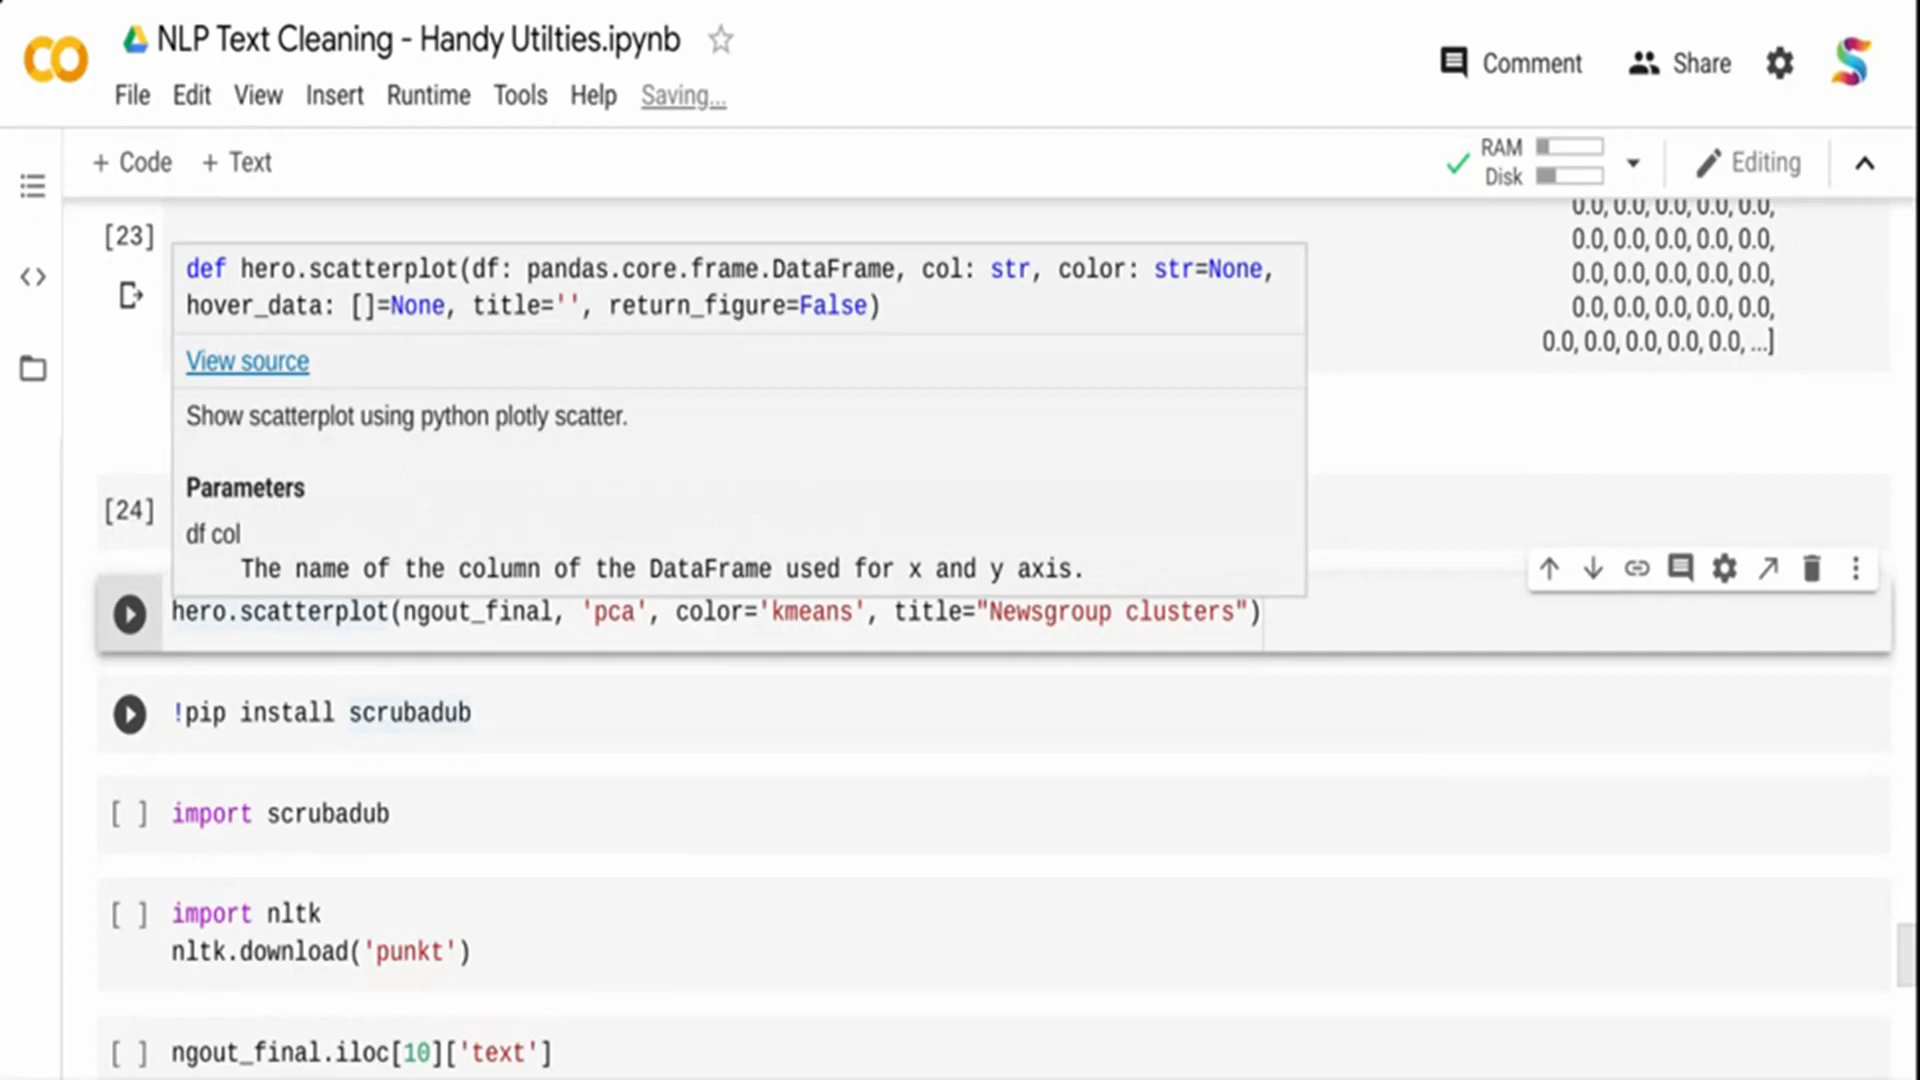 NLP Text Cleaning - Handy Utilties.ipynb
File Edit View Insert Runtime Tools Help Saving...
Comment Share
+ Code + Text
RAM
Disk
Editing
[23]
0.0, 0.0, 0.0, 0.0, 0.0,
0.0, 0.0, 0.0, 0.0, 0.0,
0.0, 0.0, 0.0, 0.0, 0.0,
0.0, 0.0, 0.0, 0.0, 0.0,
0.0, 0.0, 0.0, 0.0, 0.0, ...]
def hero.scatterplot(df: pandas.core.frame.DataFrame, col: str, color: str=None,
hover_data: []=None, title='', return_figure=False)
View source
Show scatterplot using python plotly scatter.
Parameters
df col
The name of the column of the DataFrame used for x and y axis.
[24]
hero.scatterplot(ngout_final, 'pca', color='kmeans', title="Newsgroup clusters")
!pip install scrubadub
[ ] import scrubadub
[ ] import nltk
nltk.download('punkt')
[ ] ngout_final.iloc[10]['text']